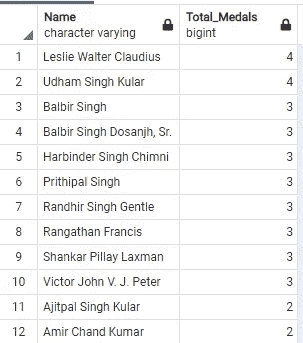 Name Total_Medals
character varying bigint
1 Leslie Walter Claudius 4
2 Udham Singh Kular 4
3 Balbir Singh 3
4 Balbir Singh Dosanjh, Sr. 3
5 Harbinder Singh Chimni 3
6 Prithipal Singh 3
7 Randhir Singh Gentle 3
8 Rangathan Francis 3
9 Shankar Pillay Laxman 3
10 Victor John V. J. Peter 3
11 Ajitpal Singh Kular 2
12 Amir Chand Kumar 2